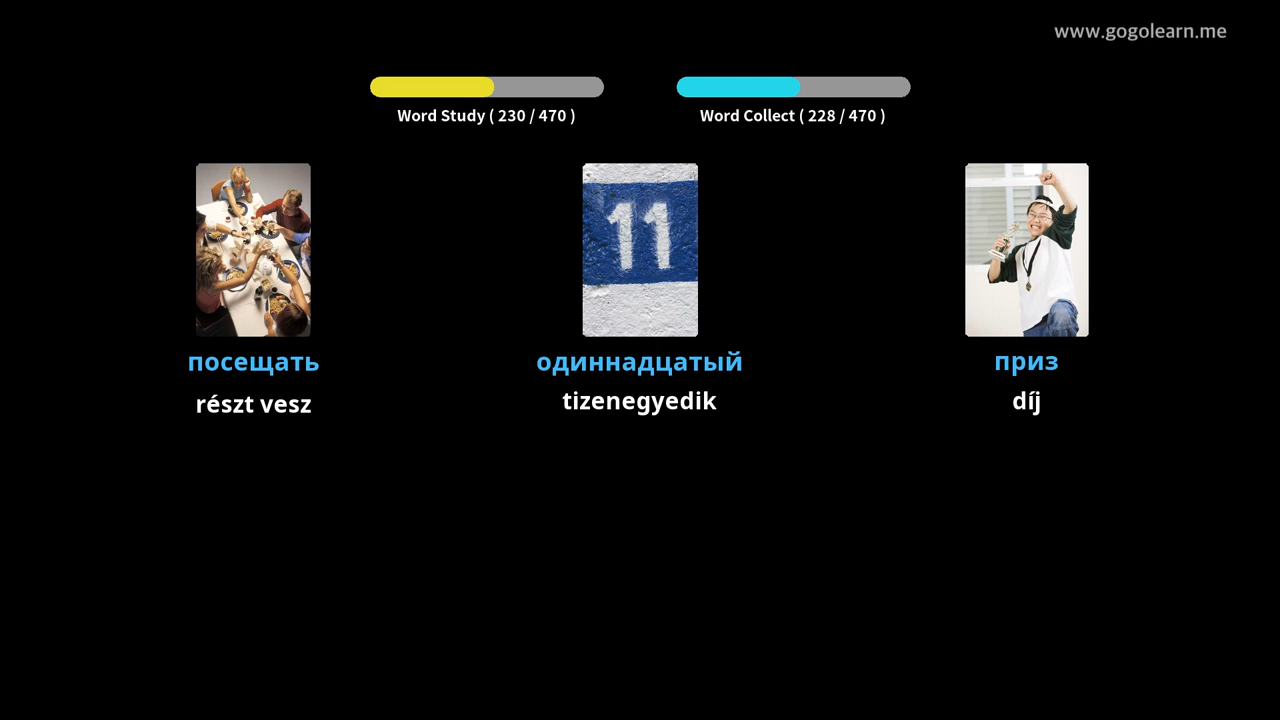 www.gogolearn.me
Word Study ( 230 / 470 )
Word Collect ( 228 / 470 )
11
посещать
одиннадцатый
приз
részt vesz
tizenegyedik
díj